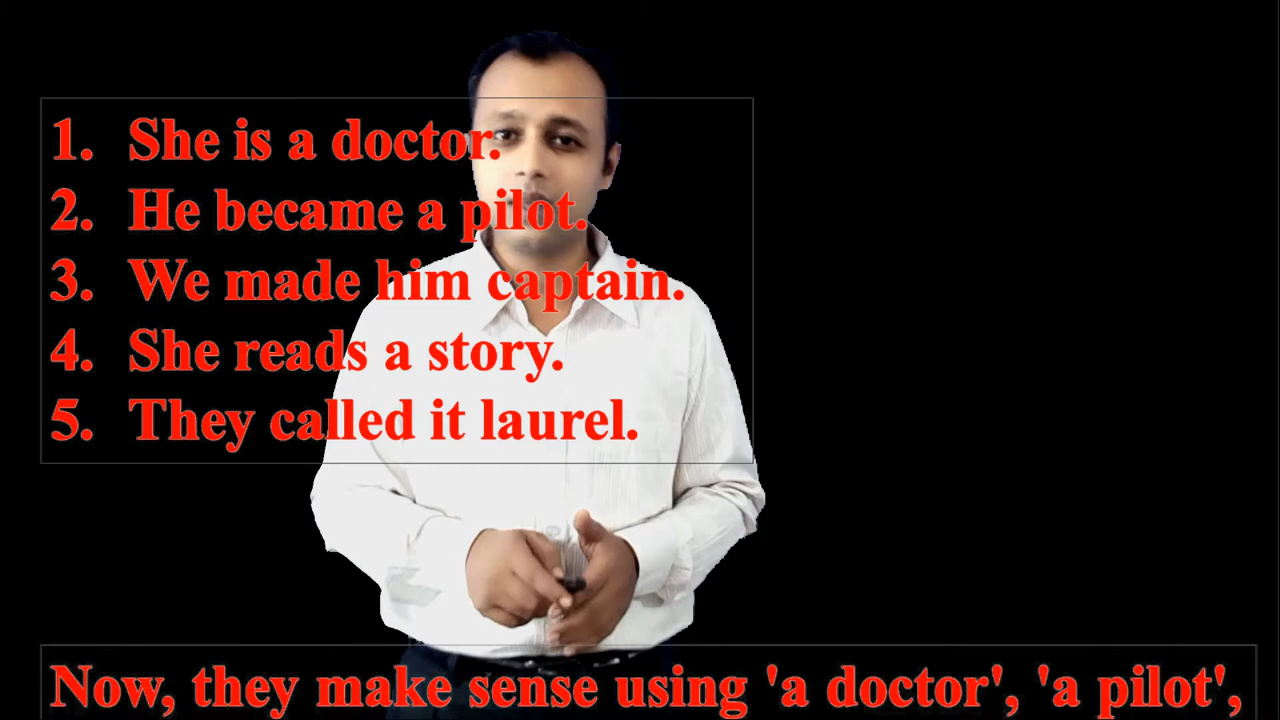 1. She is a doctor.
2. He became a pilot.
3. We made him captain.
4. She reads a story.
5. They called it laurel.
Now, they make sense using 'a doctor', 'a pilot',